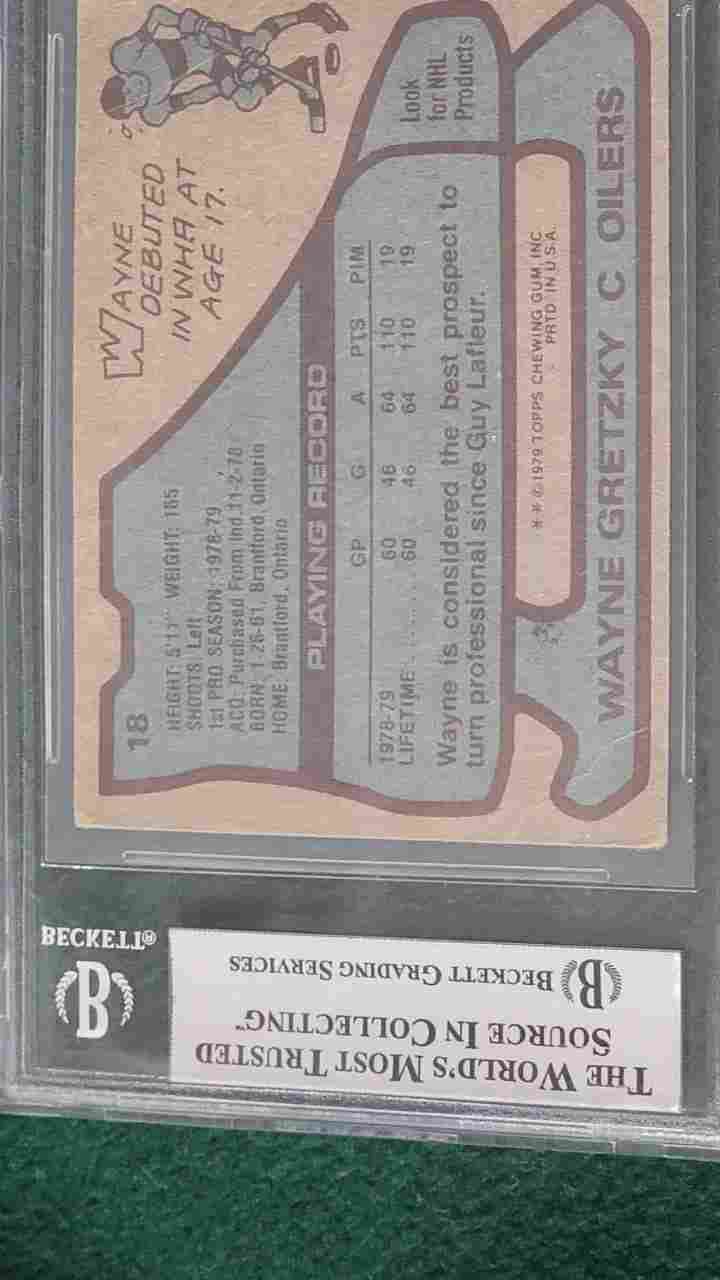 18
HEIGHT: 5'11" WEIGHT: 165
SHOOTS: Left
1st PRO SEASON: 1978-79
ACQ: Purchased From Ind. 11-2-78
BORN: 1-26-61, Brantford, Ontario
HOME: Brantford, Ontario
WAYNE
DEBUTED
IN WHA AT
AGE 17.
PLAYING RECORD
GP G A PTS PIM
1978-79 60 46 64 110 19
LIFETIME 60 46 64 110 19
Wayne is considered the best prospect to
turn professional since Guy Lafleur.
Look
for NHL
Products
* * © 1979 TOPPS CHEWING GUM, INC.
PRTD. IN U.S.A.
WAYNE GRETZKY C OILERS
BECKETT®
B
THE WORLD'S MOST TRUSTED
SOURCE IN COLLECTING™
B BECKETT GRADING SERVICES